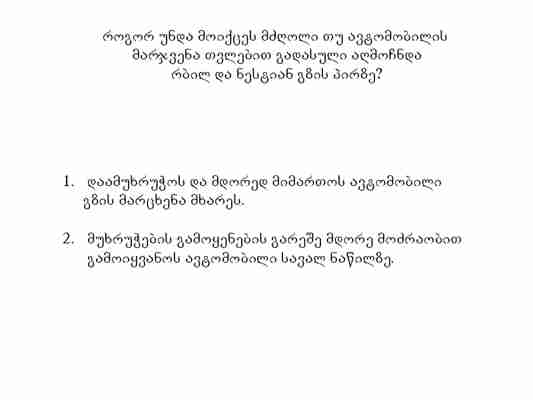 როგორ უნდა მოიქცეს მძღოლი თუ ავტომობილის
მარჯვენა თვლებით გადასული აღმოჩნდა
რბილ და ნესტიან გზის პირზე?
1. დაამუხრუჭოს და მდორედ მიმართოს ავტომობილი
გზის მარცხენა მხარეს.
2. მუხრუჭების გამოყენების გარეშე მდორე მოძრაობით
გამოიყვანოს ავტომობილი სავალ ნაწილზე.